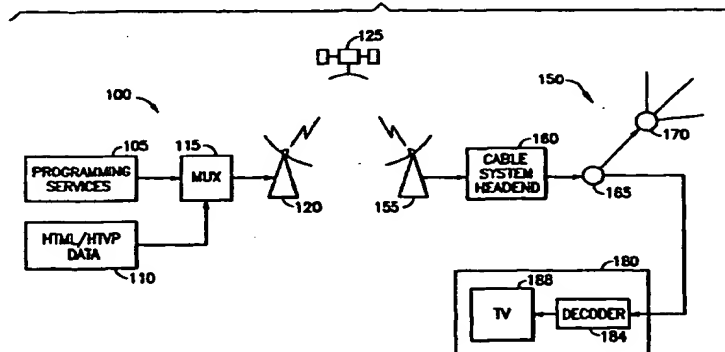 125
100
150
105
115
160
170
PROGRAMMING
SERVICES
MUX
CABLE
SYSTEM
HEADEND
120
155
165
HTML/HTVP
DATA
110
180
188
TV
DECODER
184